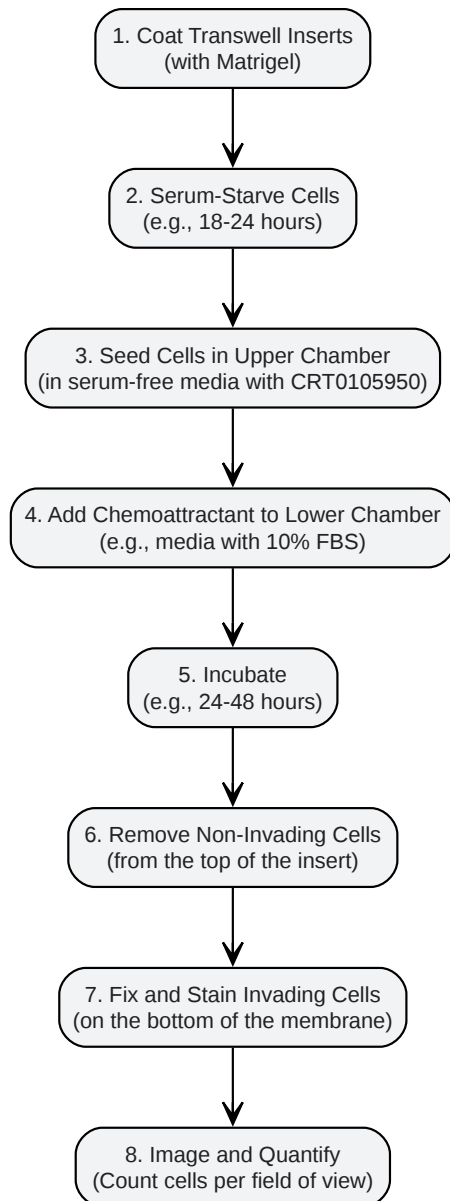 1. Coat Transwell Inserts
(with Matrigel)
2. Serum-Starve Cells
(e.g., 18-24 hours)
3. Seed Cells in Upper Chamber
(in serum-free media with CRT0105950)
4. Add Chemoattractant to Lower Chamber
(e.g., media with 10% FBS)
5. Incubate
(e.g., 24-48 hours)
6. Remove Non-Invading Cells
(from the top of the insert)
7. Fix and Stain Invading Cells
(on the bottom of the membrane)
8. Image and Quantify
(Count cells per field of view)